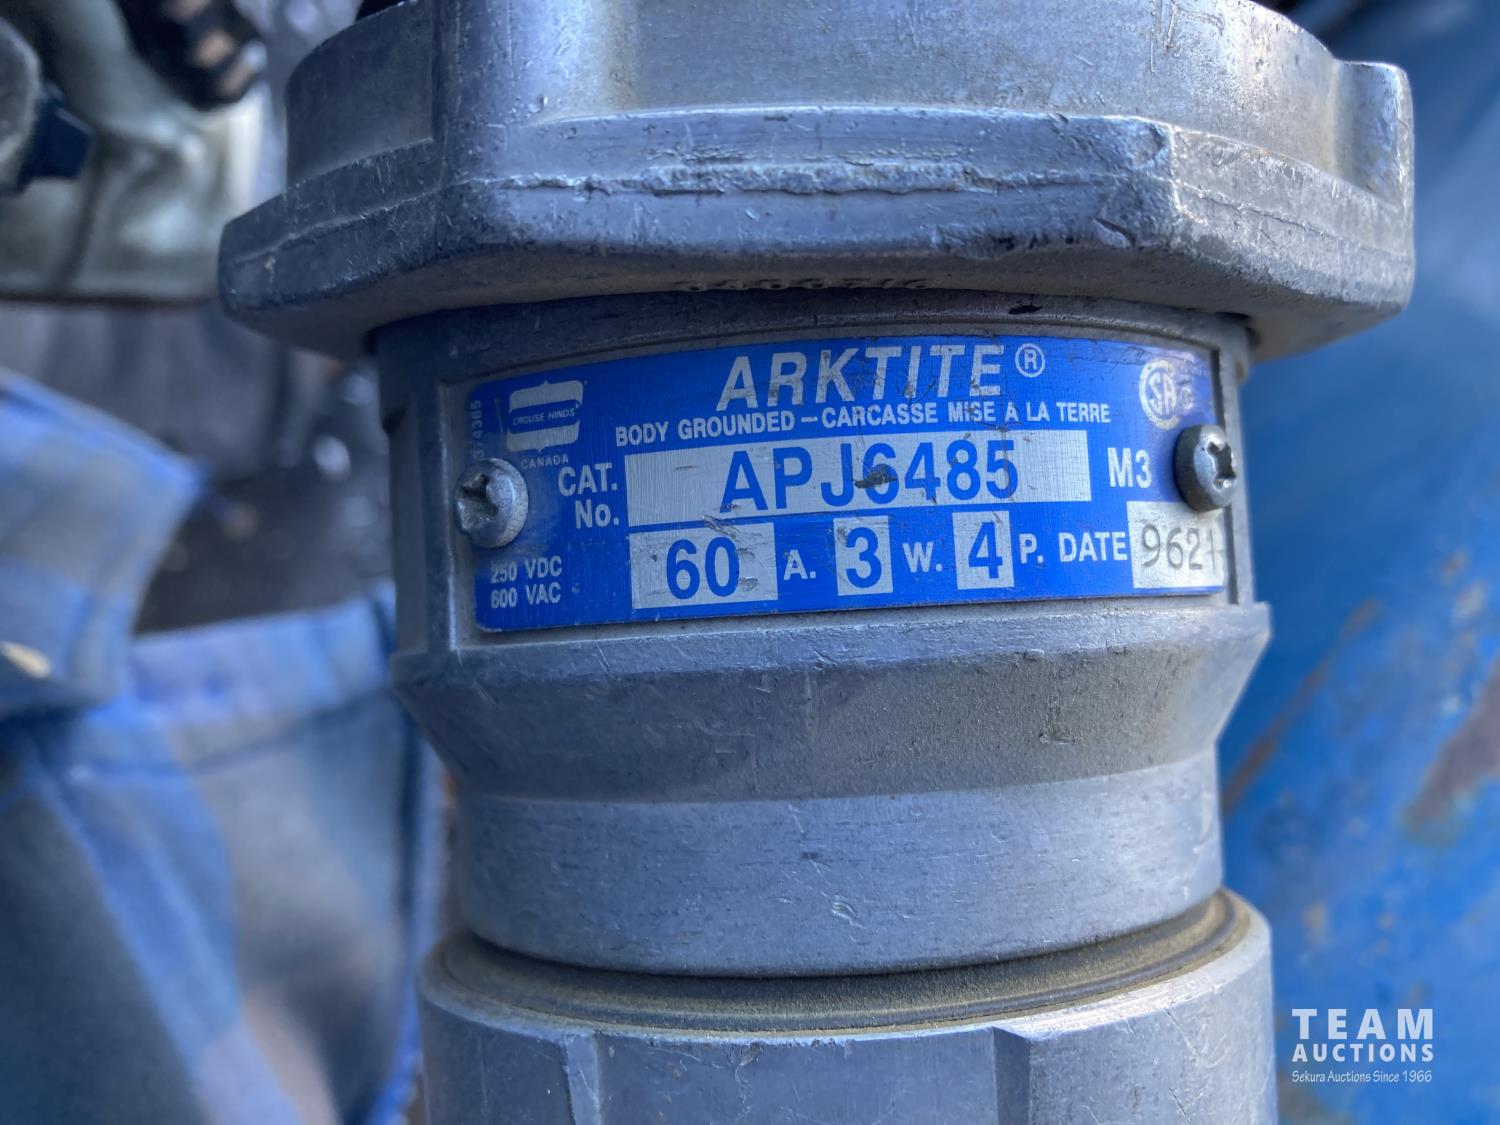 ARKTITE®
BODY GROUNDED – CARCASSE MISE À LA TERRE
CROUSE HINDS
CANADA
CAT. No. APJ6485 M3
250 VDC
600 VAC
60 A. 3 W. 4 P. DATE 9621
TEAM
AUCTIONS
Sekura Auctions Since 1966